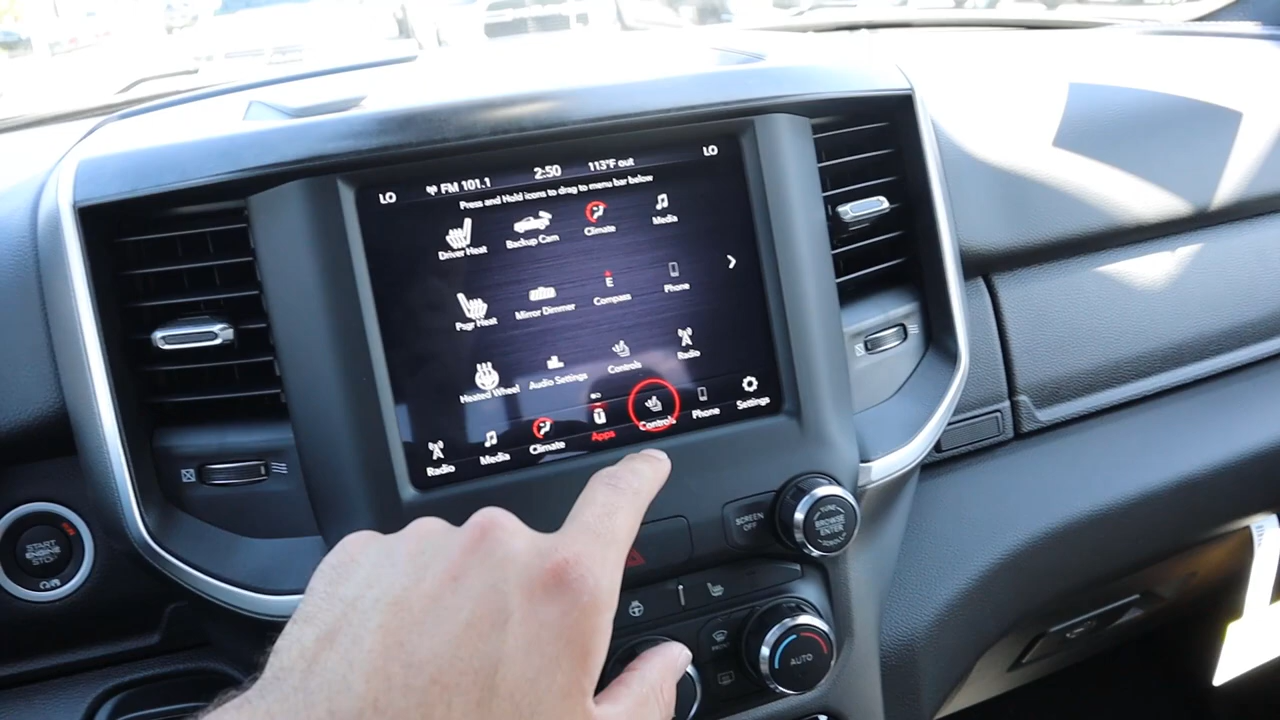 LO
FM 101.1
2:50
113°F out
LO
Press and Hold icons to drag to menu bar below
Driver Heat
Backup Cam
Climate
Media
Psgr Heat
Mirror Dimmer
E
Compass
Phone
Heated Wheel
Audio Settings
Controls
Radio
Radio
Media
Climate
Apps
Controls
Phone
Settings
START
ENGINE
STOP
SCREEN
OFF
TUNE
BROWSE
ENTER
SCROLL
FRONT
AUTO